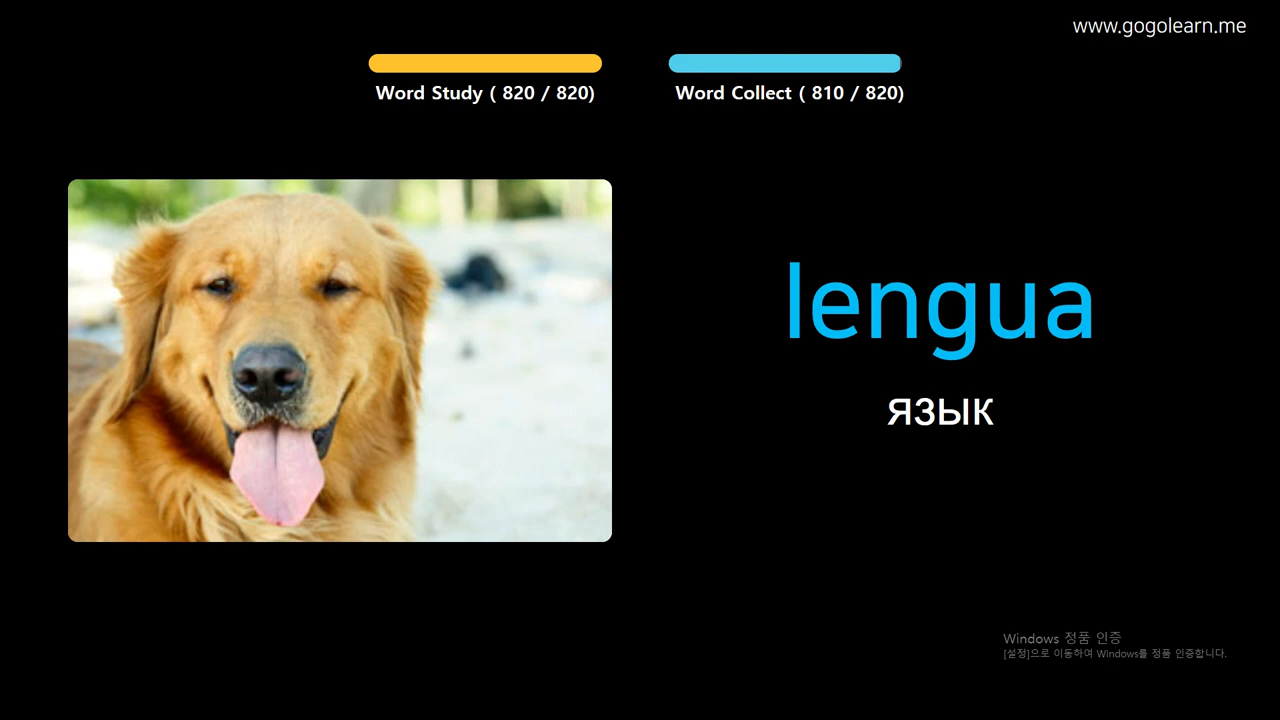 www.gogolearn.me
Word Study ( 820 / 820)
Word Collect ( 810 / 820)
lengua
язык
Windows 정품 인증
[설정]으로 이동하여 Windows를 정품 인증합니다.